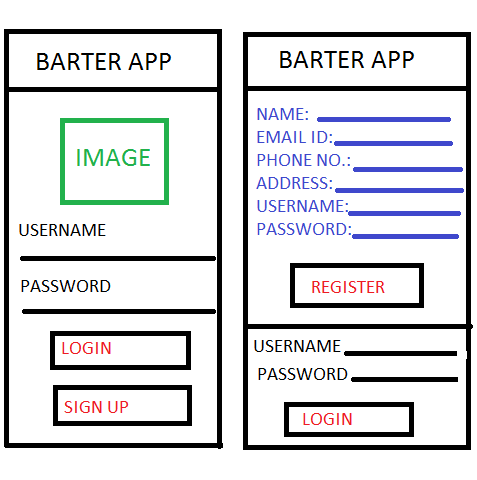 BARTER APP
IMAGE
USERNAME
PASSWORD
LOGIN
SIGN UP
BARTER APP
NAME:
EMAIL ID:
PHONE NO.:
ADDRESS:
USERNAME:
PASSWORD:
REGISTER
USERNAME
PASSWORD
LOGIN